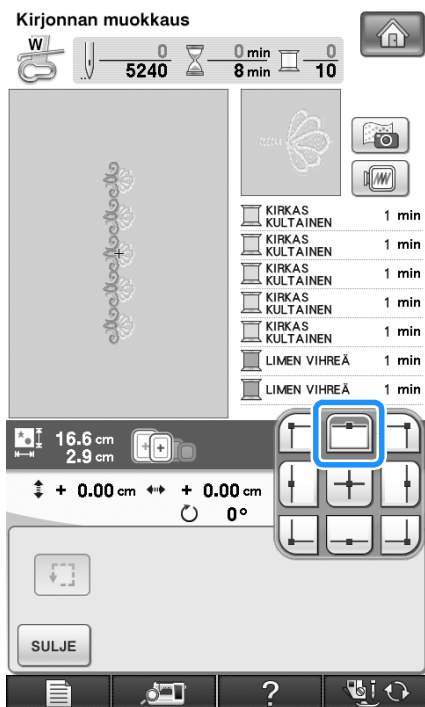 Kirjonnan muokkaus
W
0
5240
0 min
8 min
0
10
KIRKAS
KULTAINEN
1 min
KIRKAS
KULTAINEN
1 min
KIRKAS
KULTAINEN
1 min
KIRKAS
KULTAINEN
1 min
KIRKAS
KULTAINEN
1 min
LIMEN VIHREÄ 1 min
LIMEN VIHREÄ 1 min
16.6 cm
2.9 cm
+ 0.00 cm + 0.00 cm
0°
SULJE
?